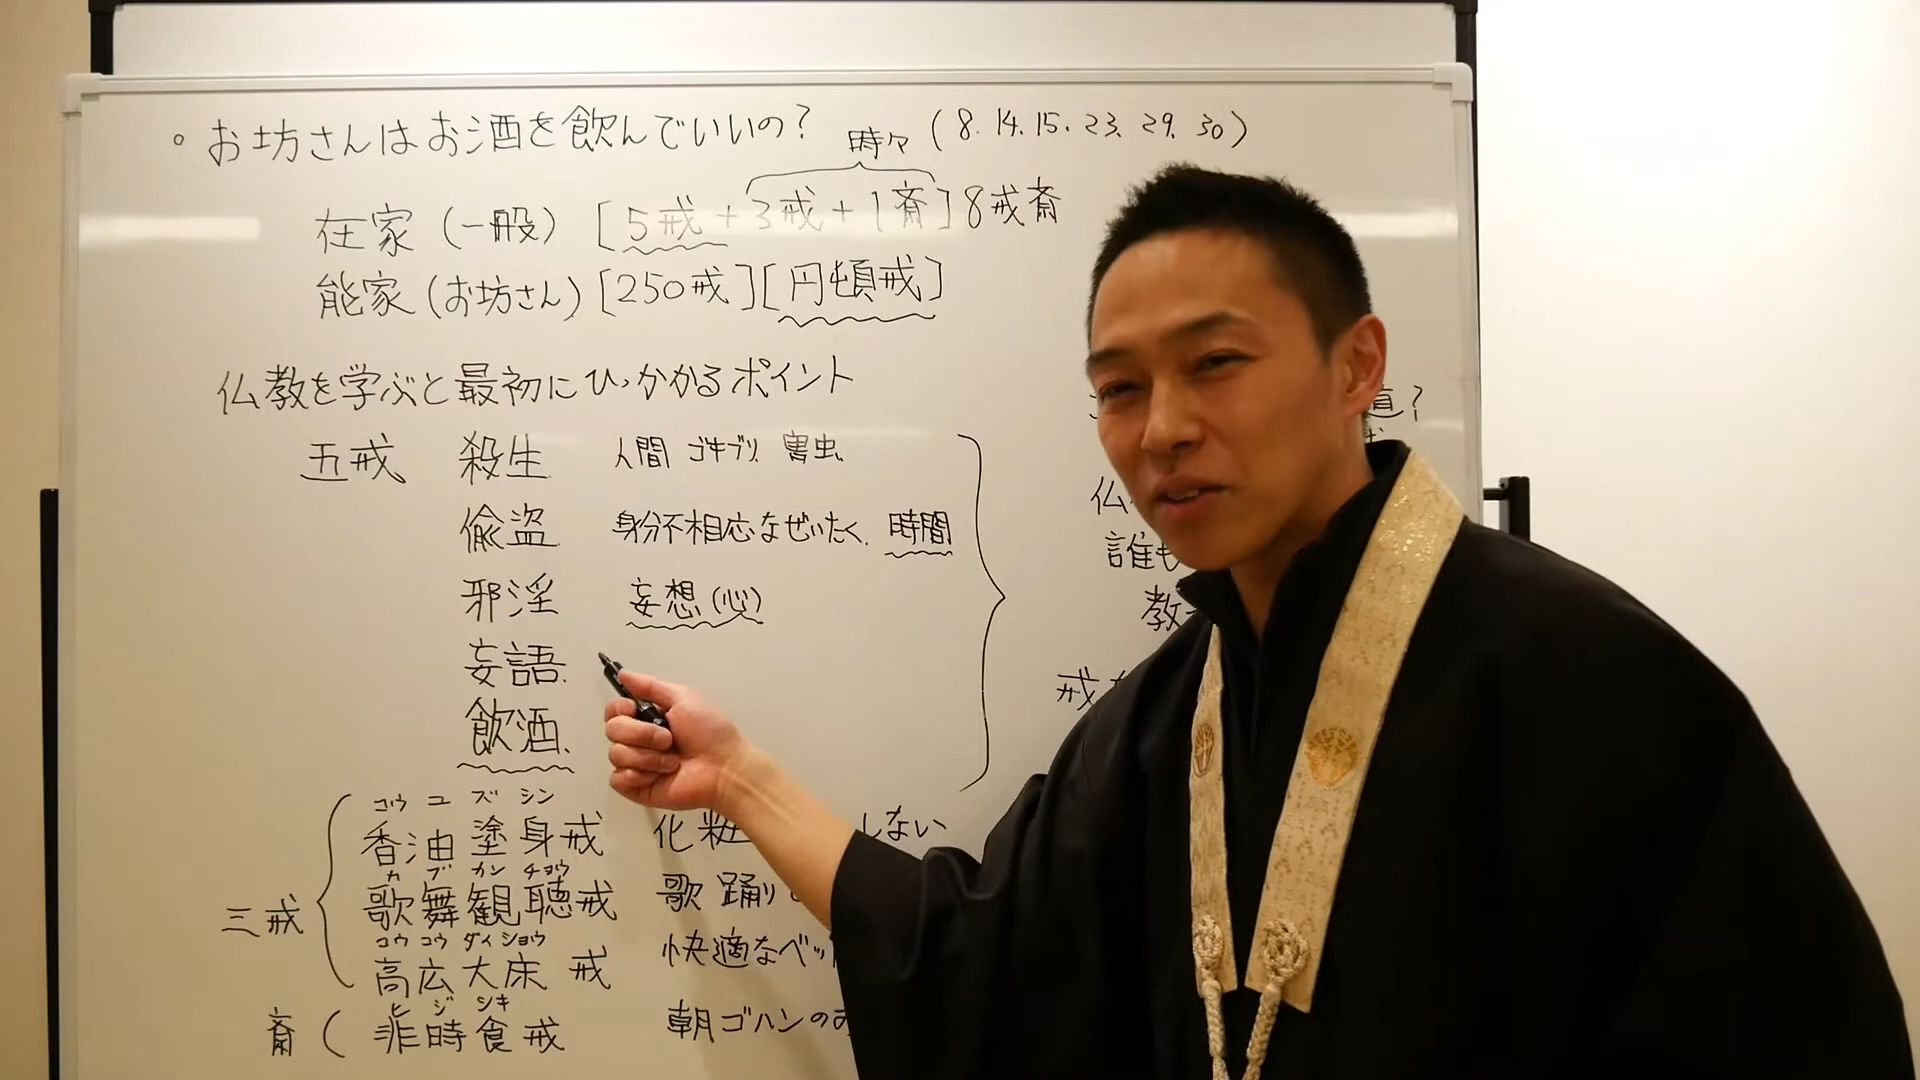 。お坊さんはお酒を飲んでいいの?
時々 (8. 14. 15. 23. 29. 30)
在家 (一般) [5戒 + 3戒 + 1斎] 8戒斎
能家 (お坊さん) [250戒] [円頓戒]
仏教を学ぶと最初にひっかかるポイント
五戒 殺生 人間 ゴキブリ 害虫
偸盗 身分不相応なぜいたく. 時間
邪淫 妄想 (心)
妄語.
飲酒.
道?
仏
誰も
教
戒
コウ ユ ズ シン
香油塗身戒 化粧 しない
カ ブ カン チョウ
歌舞観聴戒 歌 踊り
三戒
コウ コウ ダイ ショウ
高広大床戒 快適なベッ
ヒ ジ シキ
斎 ( 非時食戒 朝ゴハンの